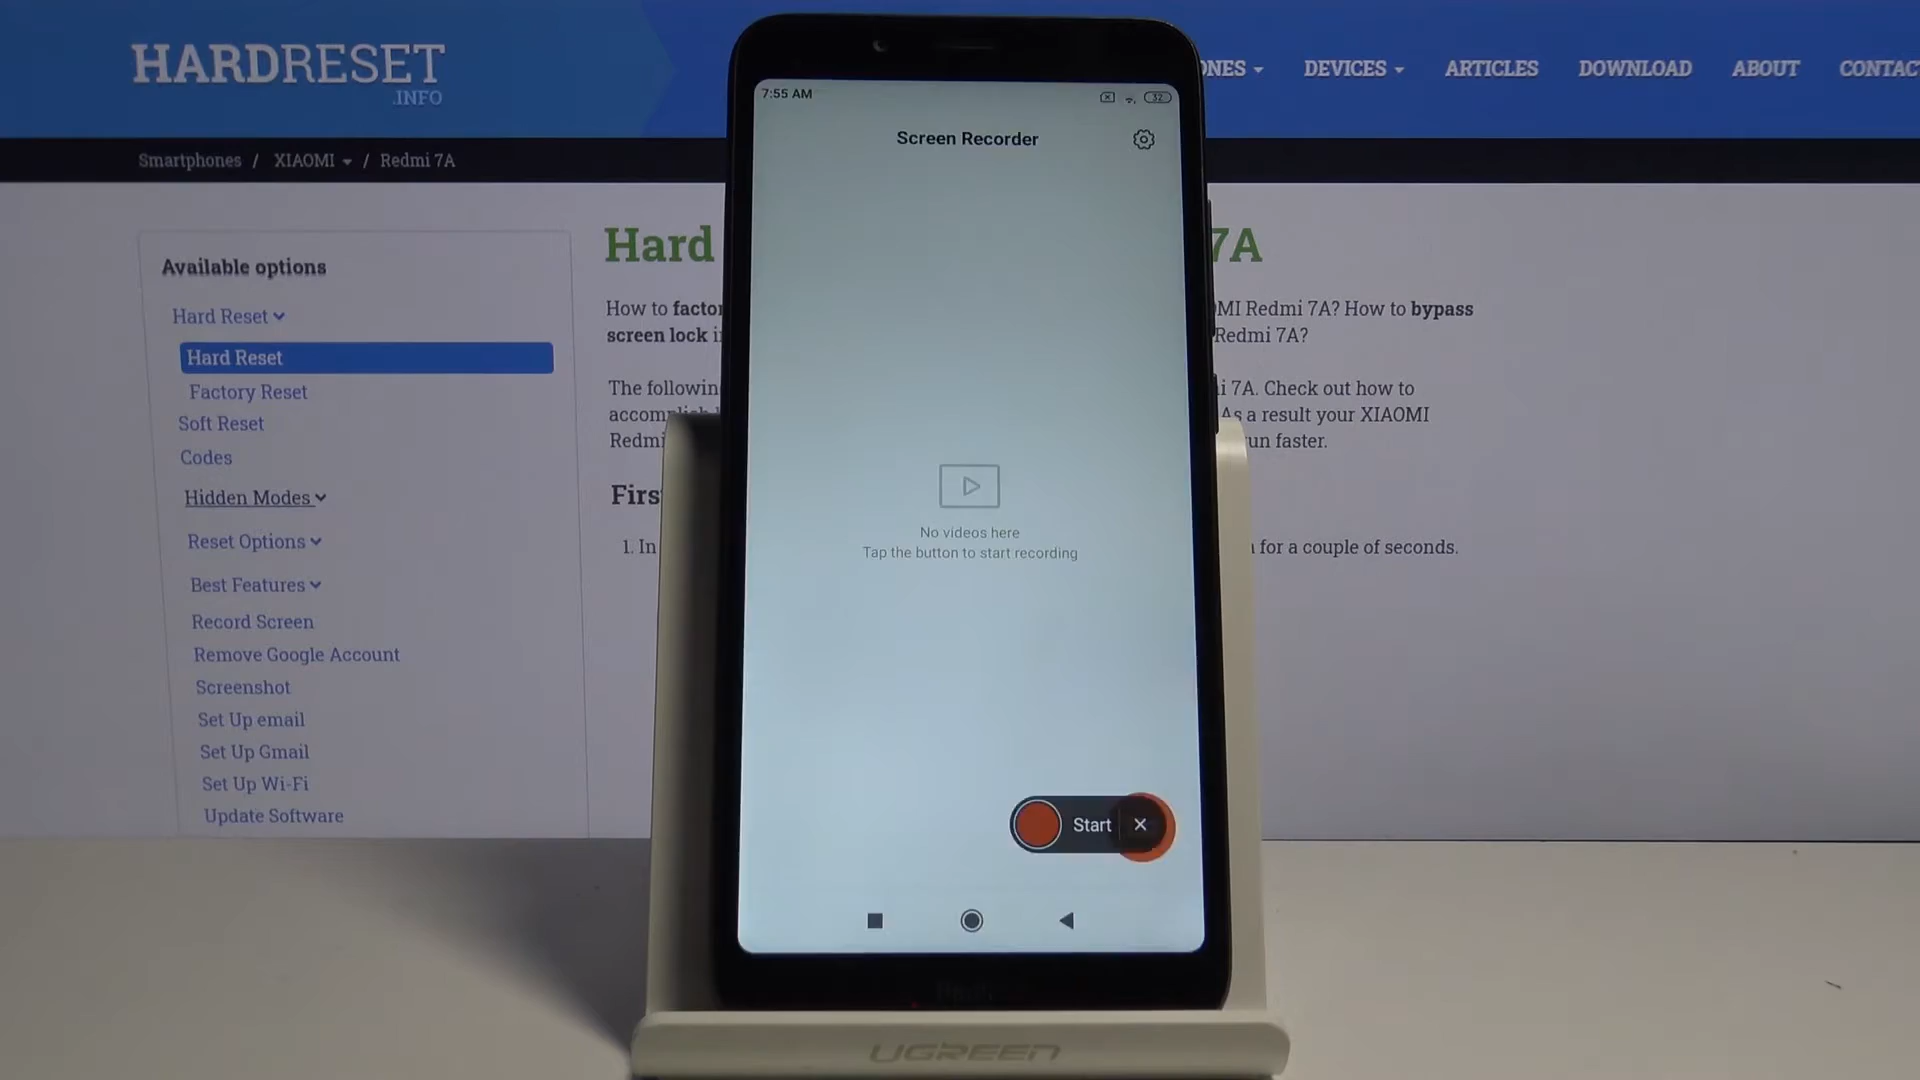 HARDRESET
.INFO
ONES
DEVICES
ARTICLES
DOWNLOAD
ABOUT
CONTAC
Smartphones / XIAOMI / Redmi 7A
Available options
Hard Reset
Hard Reset
Factory Reset
Soft Reset
Codes
Hidden Modes
Reset Options
Best Features
Record Screen
Remove Google Account
Screenshot
Set Up email
Set Up Gmail
Set Up Wi-Fi
Update Software
Hard 7A
How to factor MI Redmi 7A? How to bypass
screen lock i Redmi 7A?
The followin i 7A. Check out how to
accomplish As a result your XIAOMI
Redmi un faster.
Firs
1. In for a couple of seconds.
7:55 AM
32
Screen Recorder
No videos here
Tap the button to start recording
Start
UGREEN